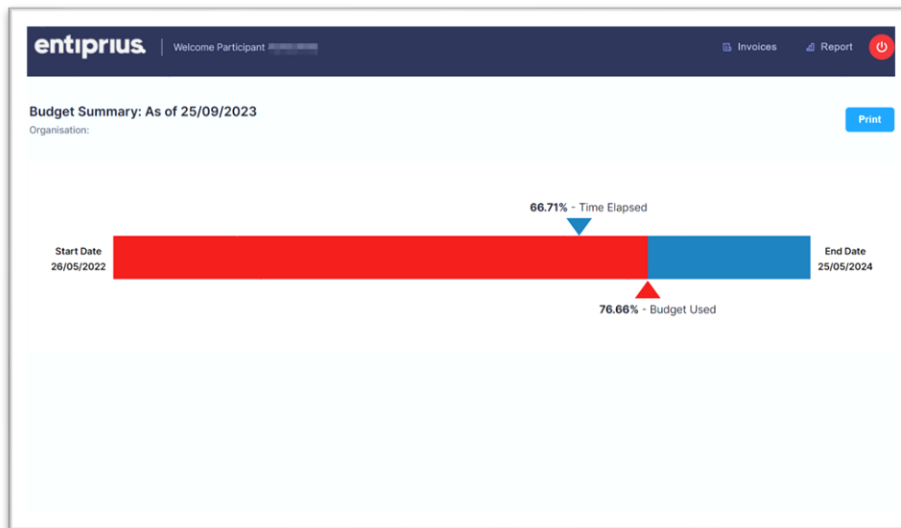 entiprius.
Welcome Participant
Invoices
Report
Budget Summary: As of 25/09/2023
Organisation:
Print
66.71% - Time Elapsed
Start Date
26/05/2022
End Date
25/05/2024
76.66% - Budget Used